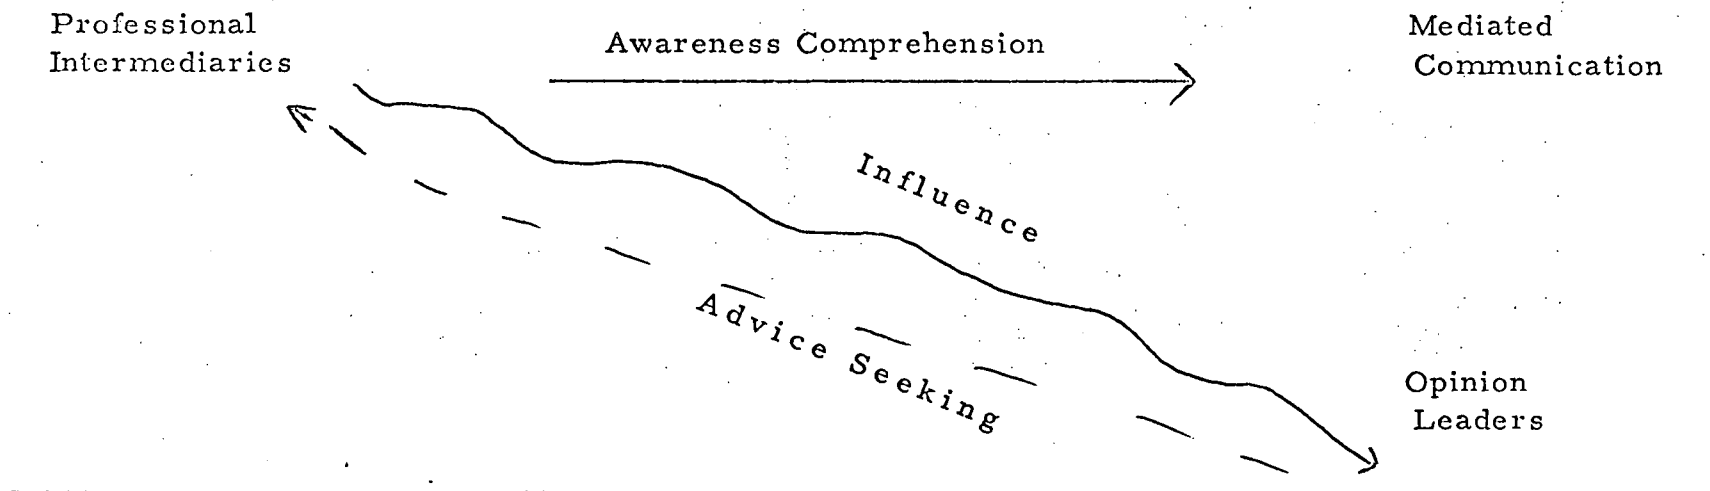 Professional
Intermediaries
Awareness Comprehension
Mediated
Communication
Influence
Advice Seeking
Opinion
Leaders